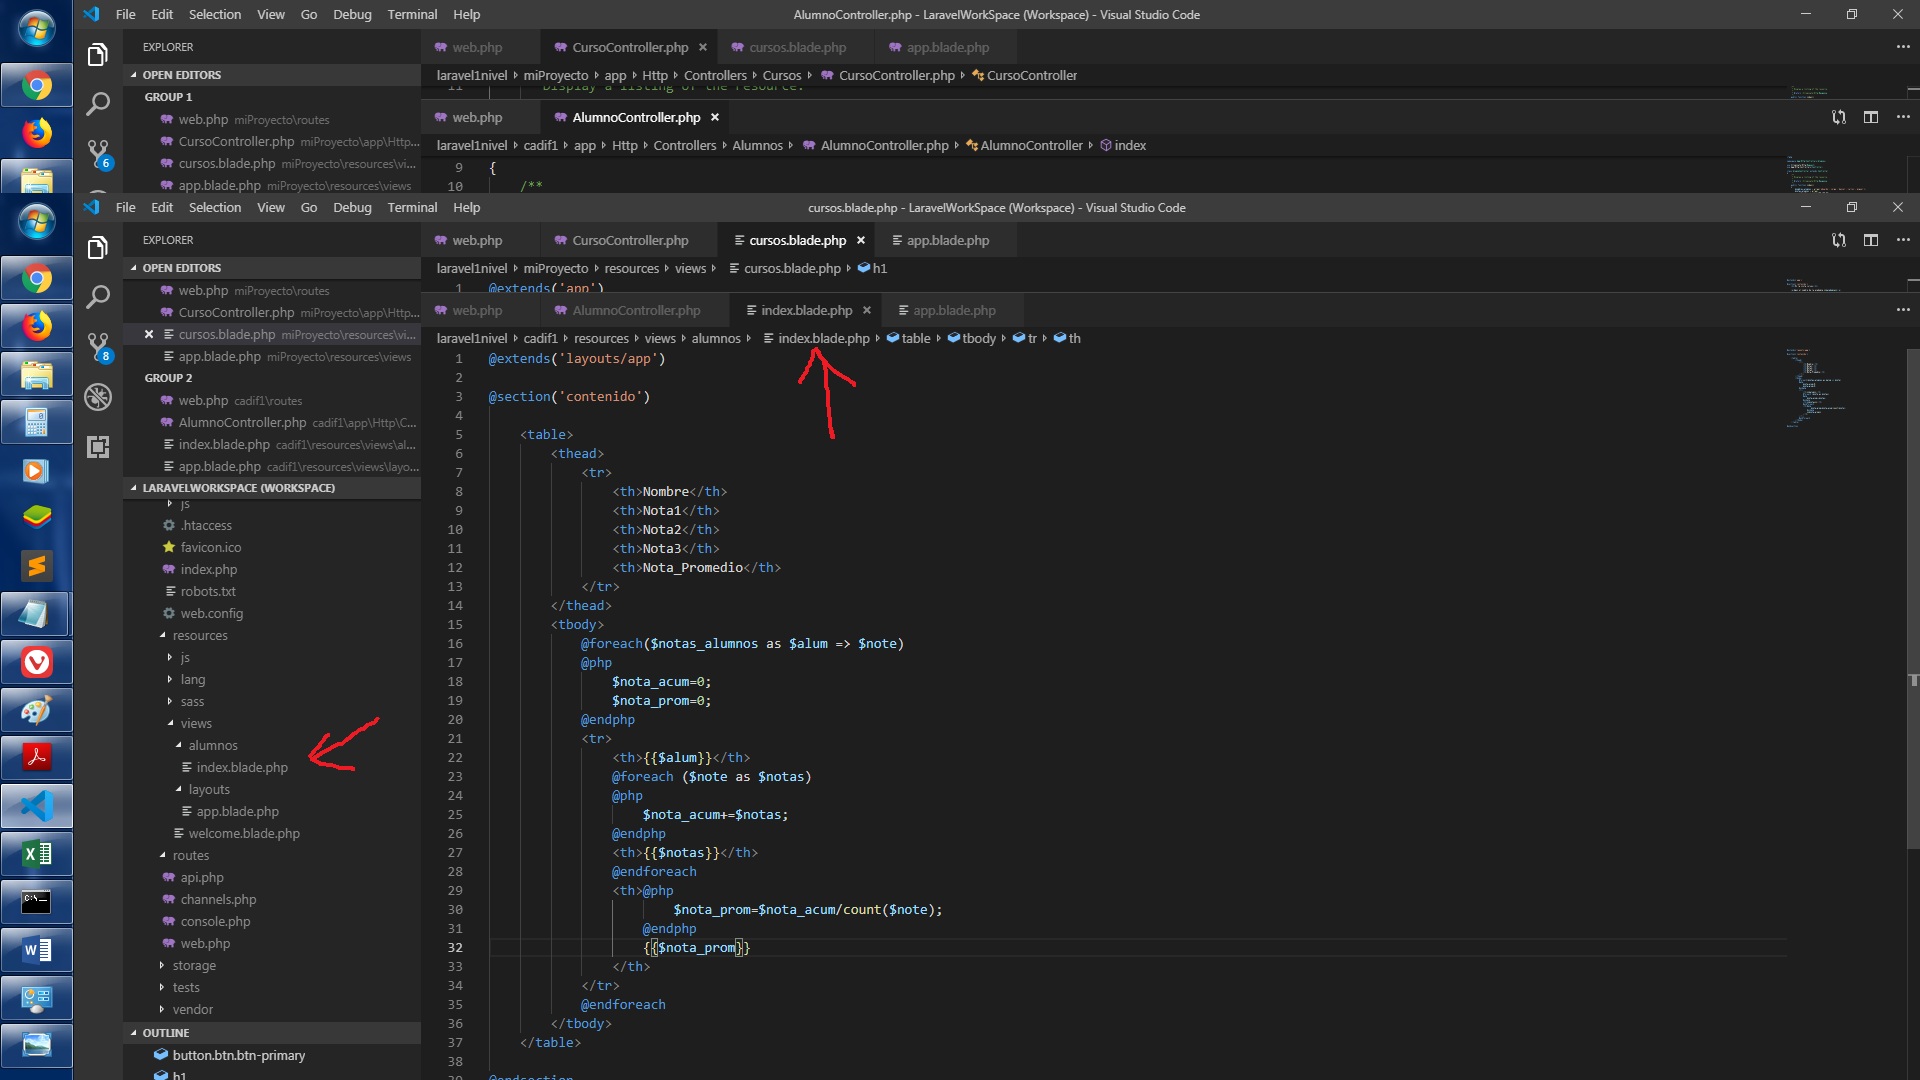 File Edit Selection View Go Debug Terminal Help
AlumnoController.php - LaravelWorkSpace (Workspace) - Visual Studio Code
EXPLORER
OPEN EDITORS
GROUP 1
web.php miProyecto\routes
CursoController.php miProyecto\app\Http...
cursos.blade.php miProyecto\resources\vi...
app.blade.php miProyecto\resources\views
6
web.php CursoController.php cursos.blade.php app.blade.php
laravel1nivel miProyecto app Http Controllers Cursos CursoController.php CursoController
11 Display a listing of the resource.
web.php AlumnoController.php
laravel1nivel cadif1 app Http Controllers Alumnos AlumnoController.php AlumnoController index
9 {
10 /**
File Edit Selection View Go Debug Terminal Help
cursos.blade.php - LaravelWorkSpace (Workspace) - Visual Studio Code
EXPLORER
OPEN EDITORS
web.php miProyecto\routes
CursoController.php miProyecto\app\Http...
cursos.blade.php miProyecto\resources\vi...
app.blade.php miProyecto\resources\views
8
GROUP 2
web.php cadif1\routes
AlumnoController.php cadif1\app\Http\C...
index.blade.php cadif1\resources\views\al...
app.blade.php cadif1\resources\views\layo...
LARAVELWORKSPACE (WORKSPACE)
js
.htaccess
favicon.ico
index.php
robots.txt
web.config
resources
js
lang
sass
views
alumnos
index.blade.php
layouts
app.blade.php
welcome.blade.php
routes
api.php
channels.php
console.php
web.php
storage
tests
vendor
OUTLINE
button.btn.btn-primary
h1
web.php CursoController.php cursos.blade.php app.blade.php
laravel1nivel miProyecto resources views cursos.blade.php h1
1 @extends('app')
web.php AlumnoController.php index.blade.php app.blade.php
laravel1nivel cadif1 resources views alumnos index.blade.php table tbody tr th
1 @extends('layouts/app')
2
3 @section('contenido')
4
5 <table>
6 <thead>
7 <tr>
8 <th>Nombre</th>
9 <th>Nota1</th>
10 <th>Nota2</th>
11 <th>Nota3</th>
12 <th>Nota_Promedio</th>
13 </tr>
14 </thead>
15 <tbody>
16 @foreach($notas_alumnos as $alum => $note)
17 @php
18 $nota_acum=0;
19 $nota_prom=0;
20 @endphp
21 <tr>
22 <th>{{$alum}}</th>
23 @foreach ($note as $notas)
24 @php
25 $nota_acum+=$notas;
26 @endphp
27 <th>{{$notas}}</th>
28 @endforeach
29 <th>@php
30 $nota_prom=$nota_acum/count($note);
31 @endphp
32 {{$nota_prom}}
33 </th>
34 </tr>
35 @endforeach
36 </tbody>
37 </table>
38
39 @endsection